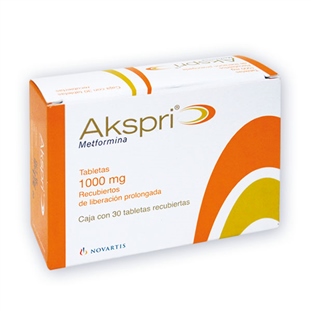 Akspri®
Metformina
Tabletas
1000 mg
Recubiertos
de liberación prolongada
Caja con 30 tabletas recubiertas
NOVARTIS